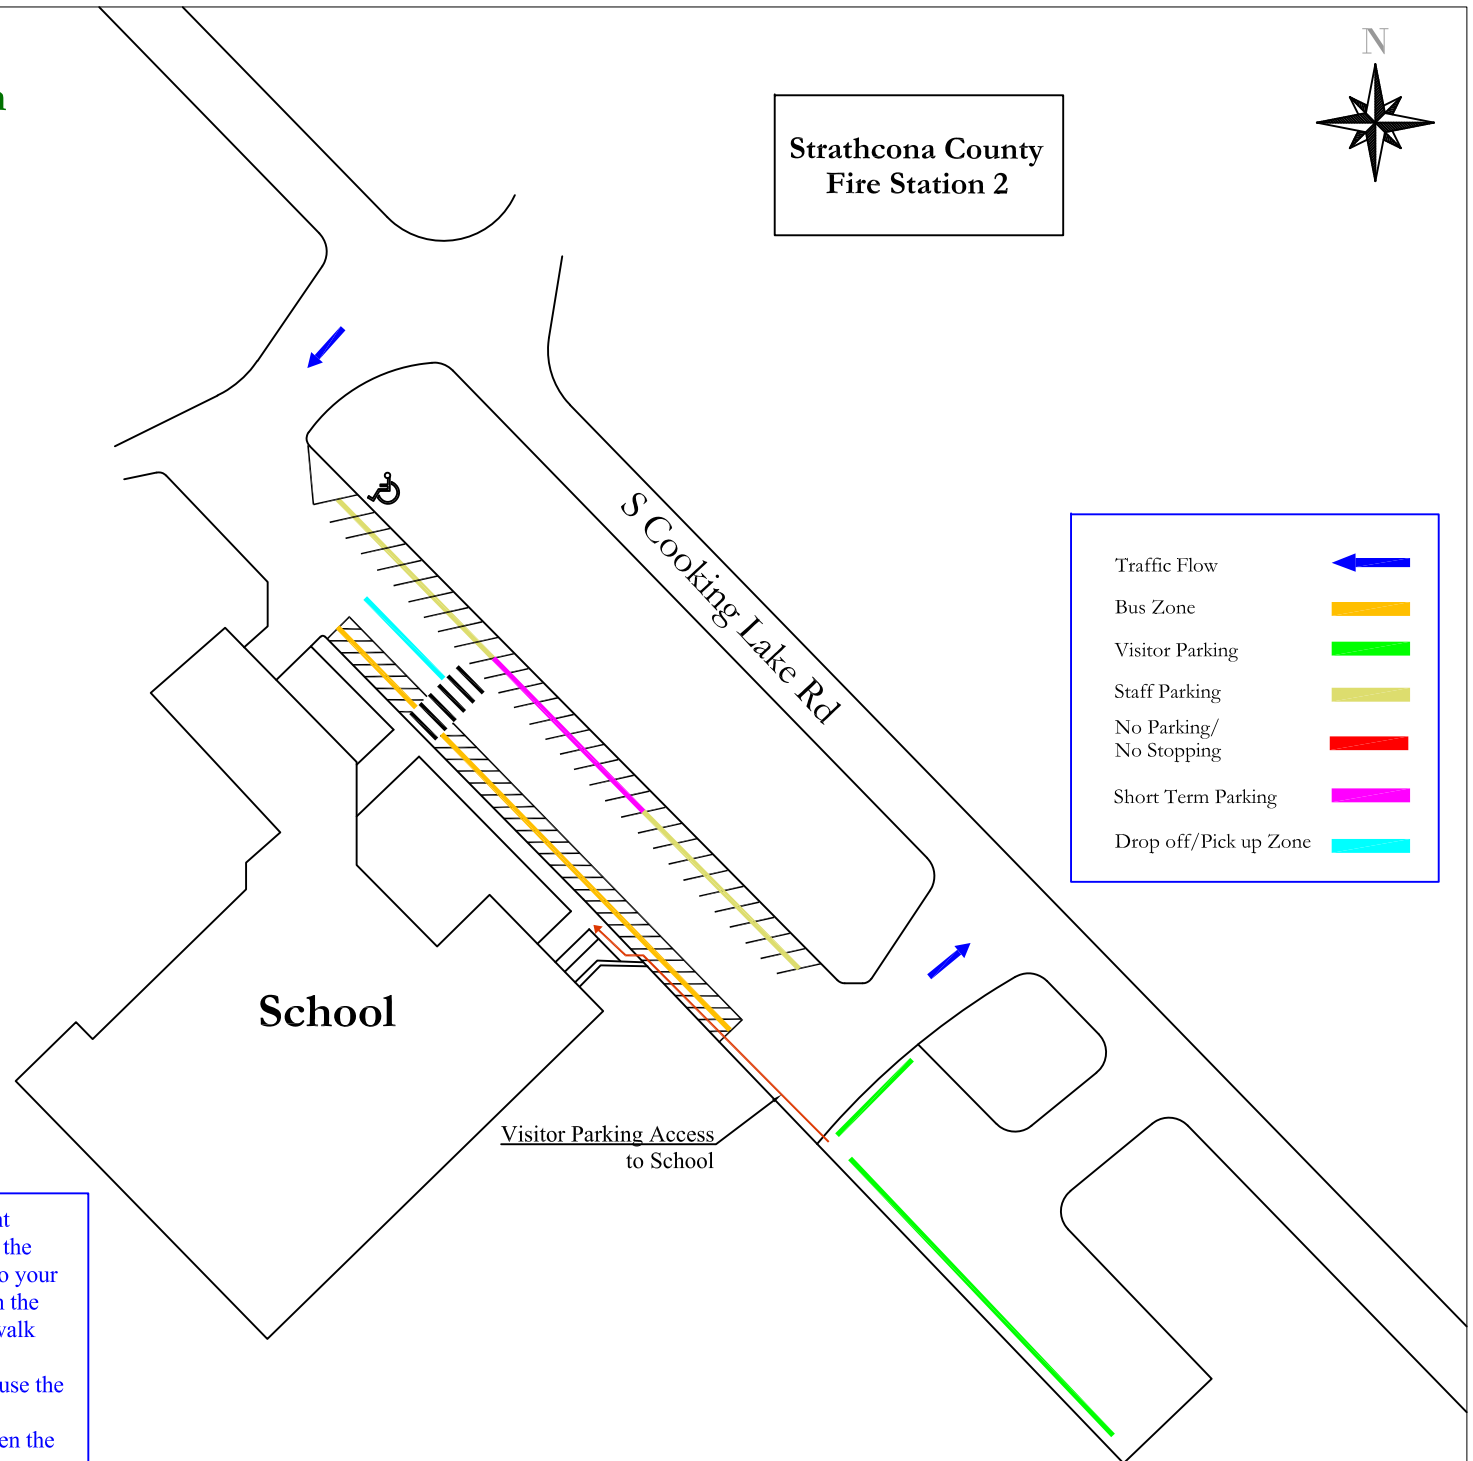 N
Strathcona County
Fire Station 2
S Cooking Lake Rd
Traffic Flow
Bus Zone
Visitor Parking
Staff Parking
No Parking/
No Stopping
Short Term Parking
Drop off/Pick up Zone
School
Visitor Parking Access
to School
the
your
the
use the
the